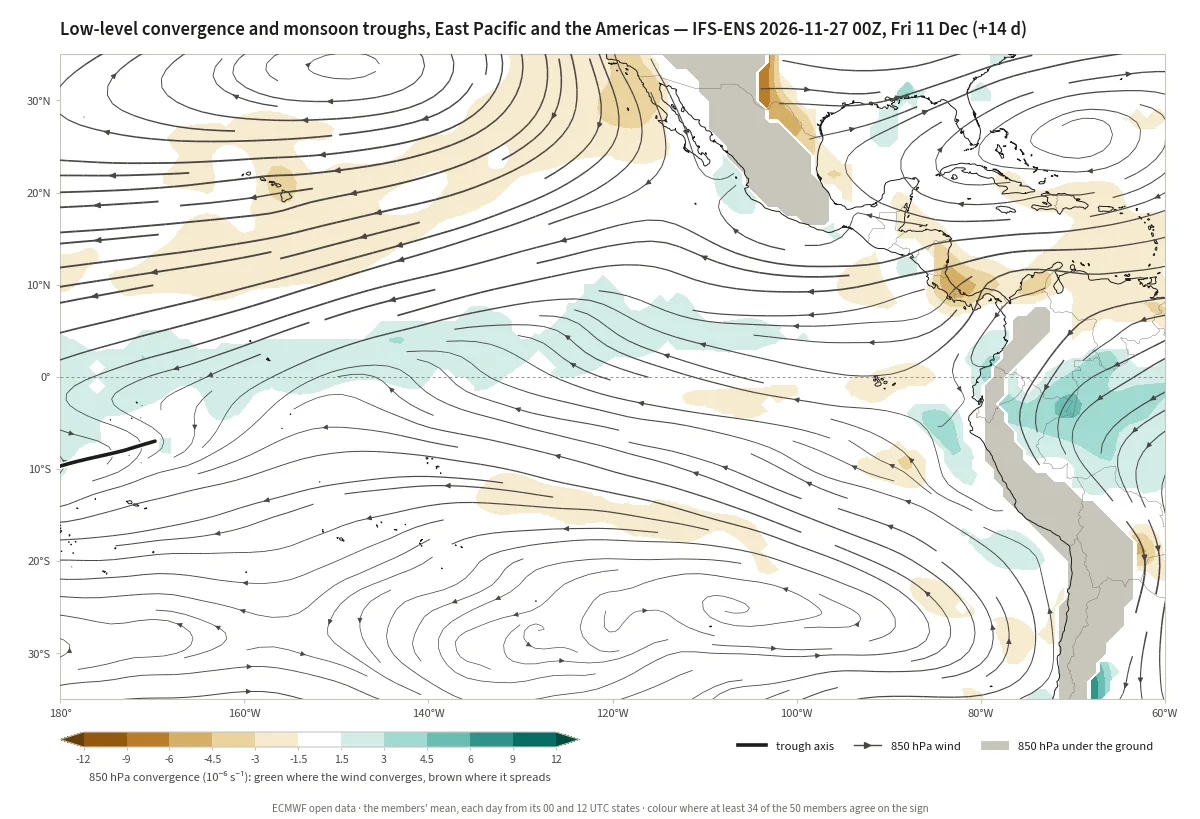 Low-level convergence and monsoon troughs, East Pacific and the Americas — IFS-ENS 2026-11-27 00Z, Fri 11 Dec (+14 d)
30°N
20°N
10°N
0°
10°S
20°S
30°S
180° 160°W 140°W 120°W 100°W 80°W 60°W
-12 -9 -6 -4.5 -3 -1.5 1.5 3 4.5 6 9 12
850 hPa convergence (10⁻⁶ s⁻¹): green where the wind converges, brown where it spreads
trough axis 850 hPa wind 850 hPa under the ground
ECMWF open data · the members' mean, each day from its 00 and 12 UTC states · colour where at least 34 of the 50 members agree on the sign